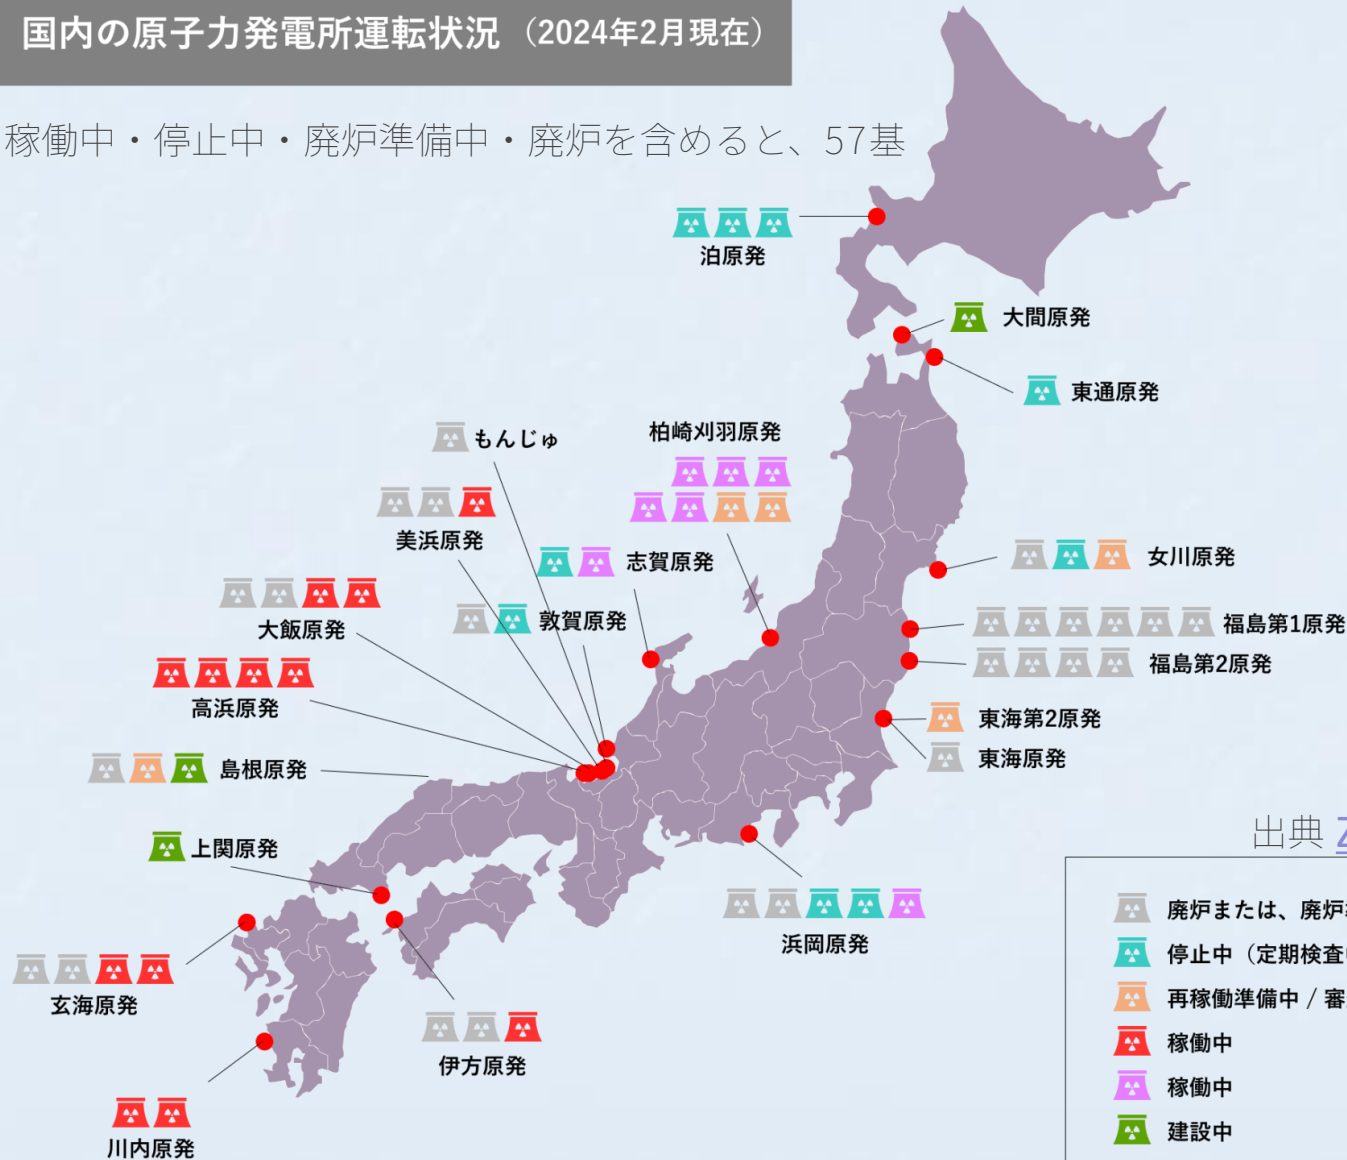 国内の原子力発電所運転状況 （2024年2月現在）
稼働中・停止中・廃炉準備中・廃炉を含めると、57基
泊原発
大間原発
東通原発
もんじゅ
柏崎刈羽原発
美浜原発
志賀原発
女川原発
大飯原発
敦賀原発
福島第1原発
福島第2原発
高浜原発
東海第2原発
島根原発
東海原発
上関原発
出典
浜岡原発
廃炉または、廃炉
停止中（定期検査
玄海原発
再稼働準備中 / 審
稼働中
伊方原発
稼働中
建設中
川内原発